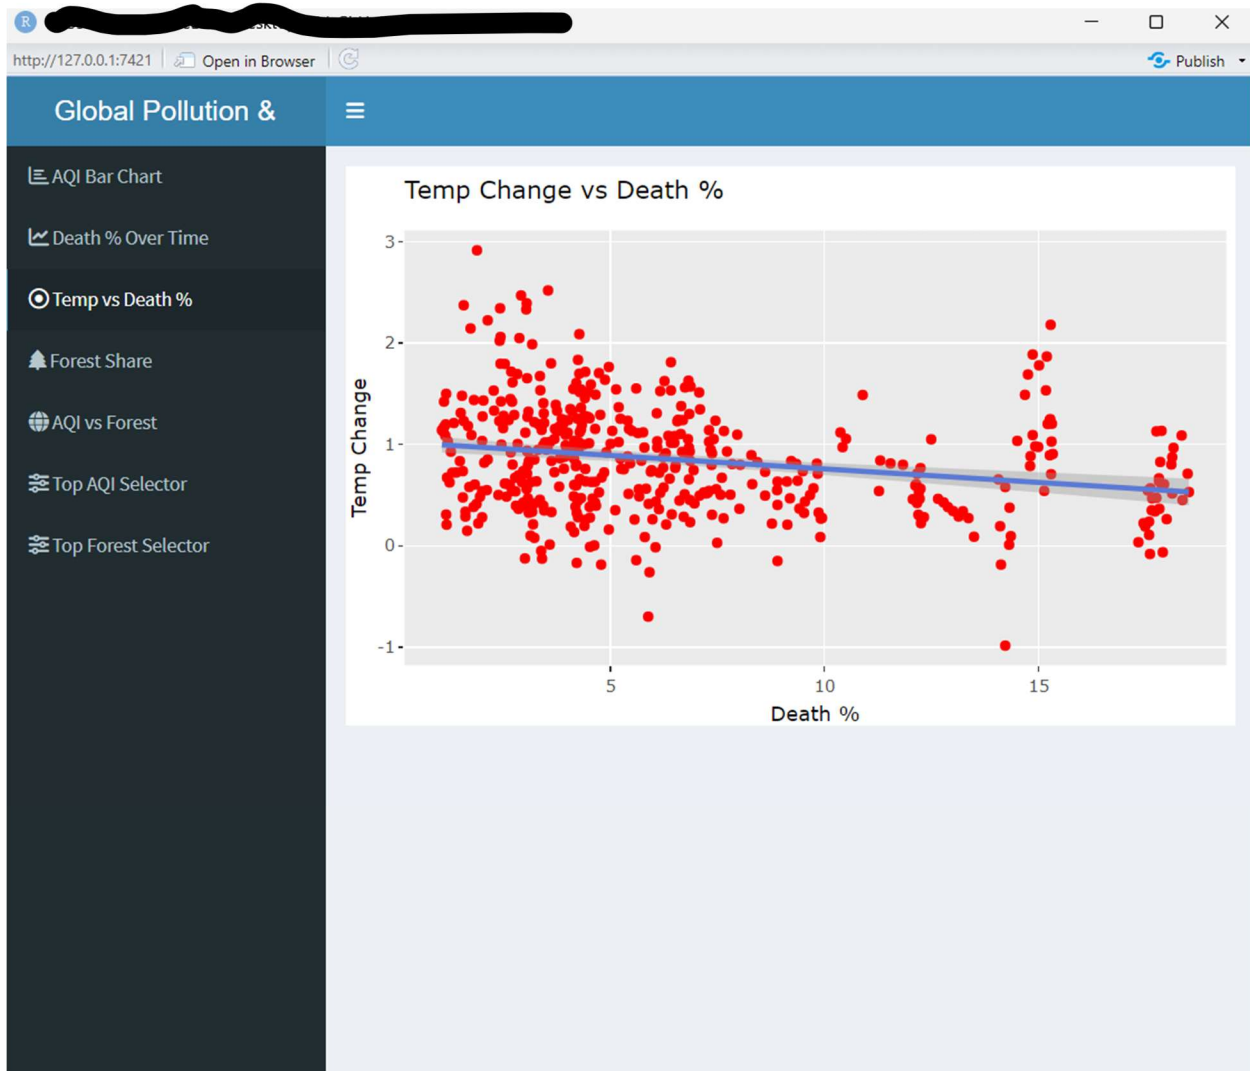 http://127.0.0.1:7421 Open in Browser Publish
Global Pollution &
AQI Bar Chart
Death % Over Time
Temp vs Death %
Forest Share
AQI vs Forest
Top AQI Selector
Top Forest Selector
Temp Change vs Death %
Temp Change
3
2
1
0
-1
5 10 15
Death %